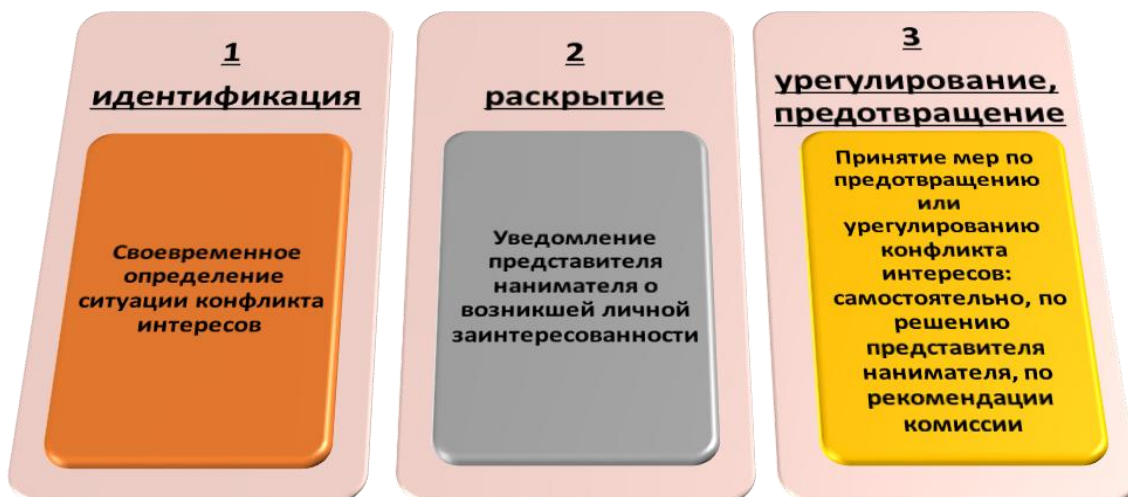 1
идентификация
Своевременное
определение
ситуации конфликта
интересов
2
раскрытие
Уведомление
представителя
нанимателя о
возникшей личной
заинтересованности
3
урегулирование,
предотвращение
Принятие мер по
предотвращению
или
урегулированию
конфликта
интересов:
самостоятельно, по
решению
представителя
нанимателя, по
рекомендации
комиссии